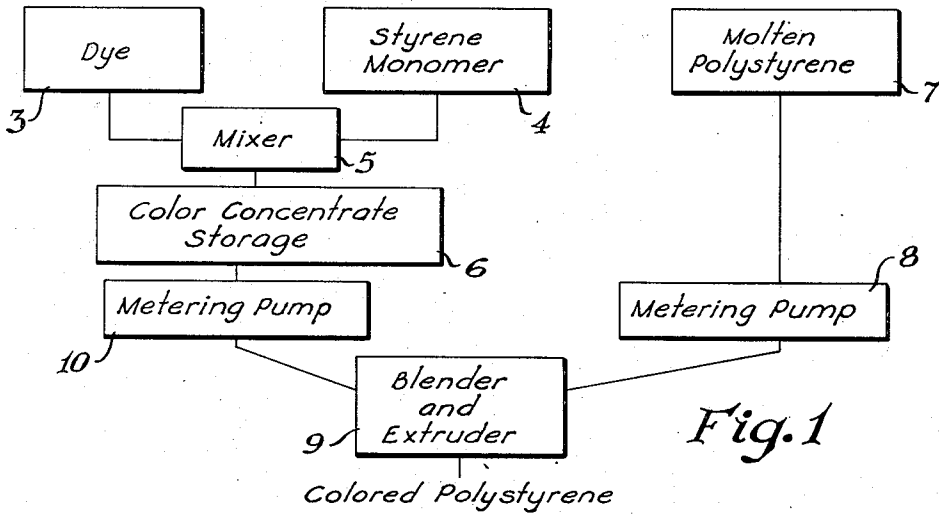 Dye
3
Styrene
Monomer
4
Molten
Polystyrene
7
Mixer
5
Color Concentrate
Storage
6
Metering Pump
10
Metering Pump
8
Blender
and
Extruder
9
Fig.1
Colored Polystyrene